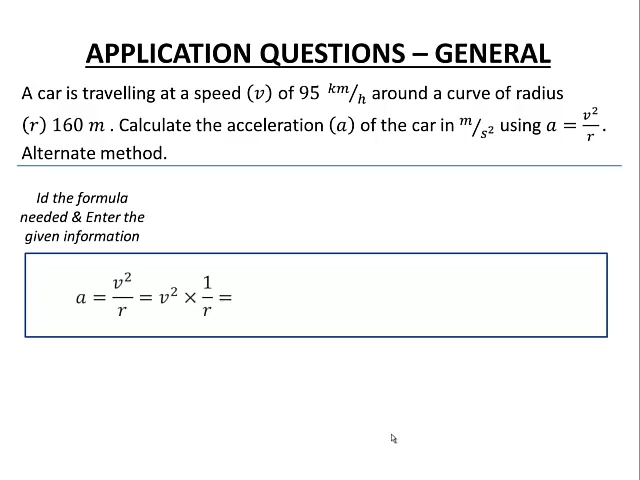 APPLICATION QUESTIONS – GENERAL
A car is travelling at a speed (v) of 95 km/h around a curve of radius
(r) 160 m . Calculate the acceleration (a) of the car in m/s² using a = v²/r.
Alternate method.
Id the formula
needed & Enter the
given information
a = v²/r = v² × 1/r =